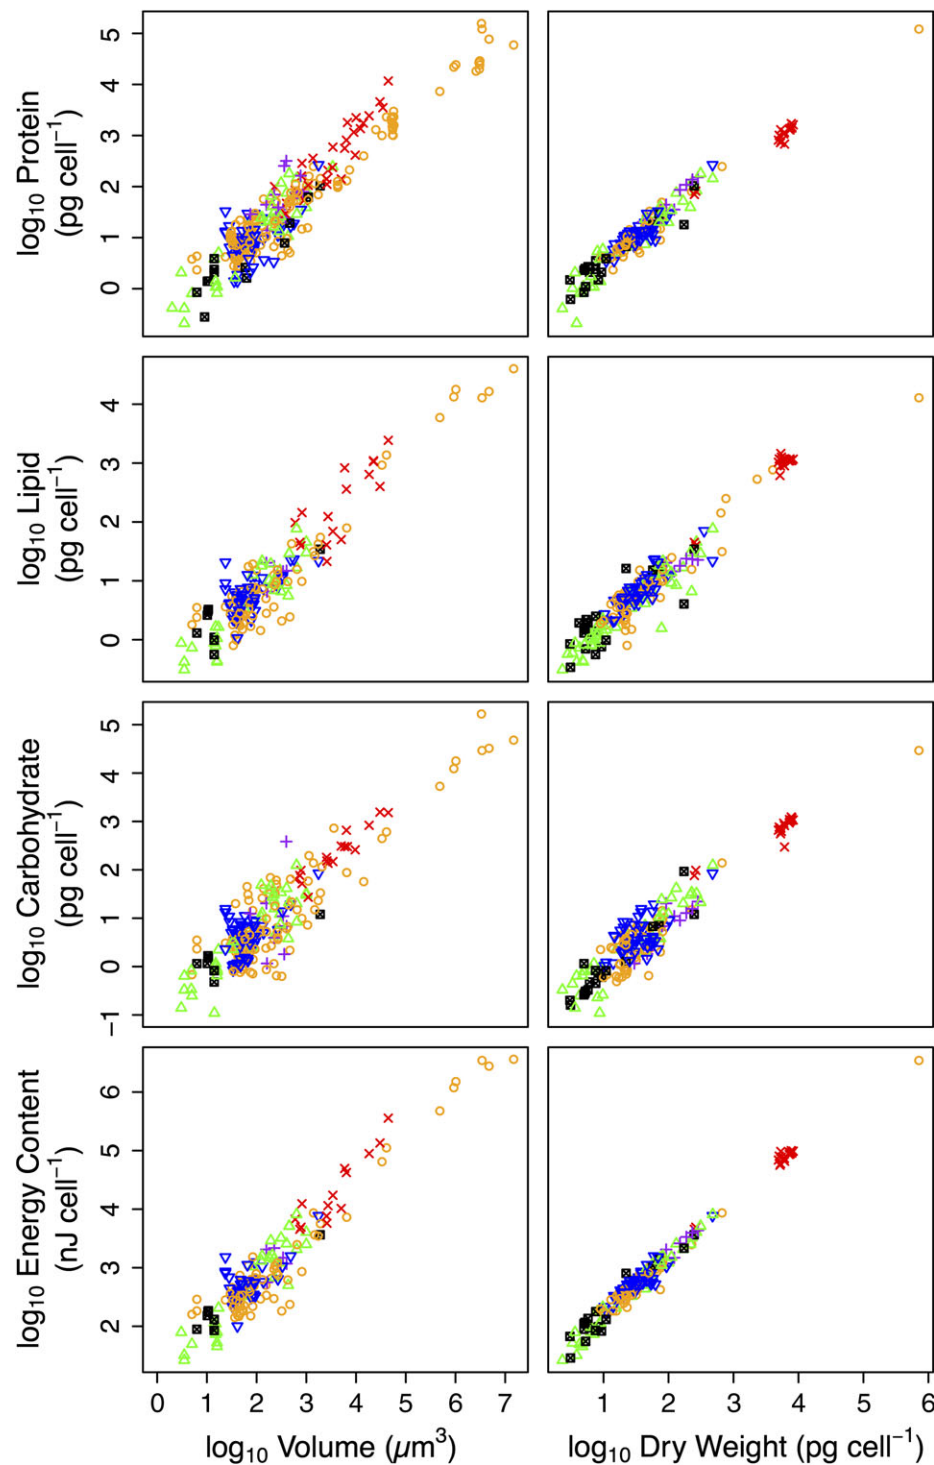 log₁₀ Protein
(pg cell⁻¹)
5
4
3
2
1
0
log₁₀ Lipid
(pg cell⁻¹)
4
3
2
1
0
log₁₀ Carbohydrate
(pg cell⁻¹)
5
4
3
2
1
0
−1
log₁₀ Energy Content
(nJ cell⁻¹)
6
5
4
3
2
0 1 2 3 4 5 6 7
1 2 3 4 5 6
log₁₀ Volume (μm³)
log₁₀ Dry Weight (pg cell⁻¹)